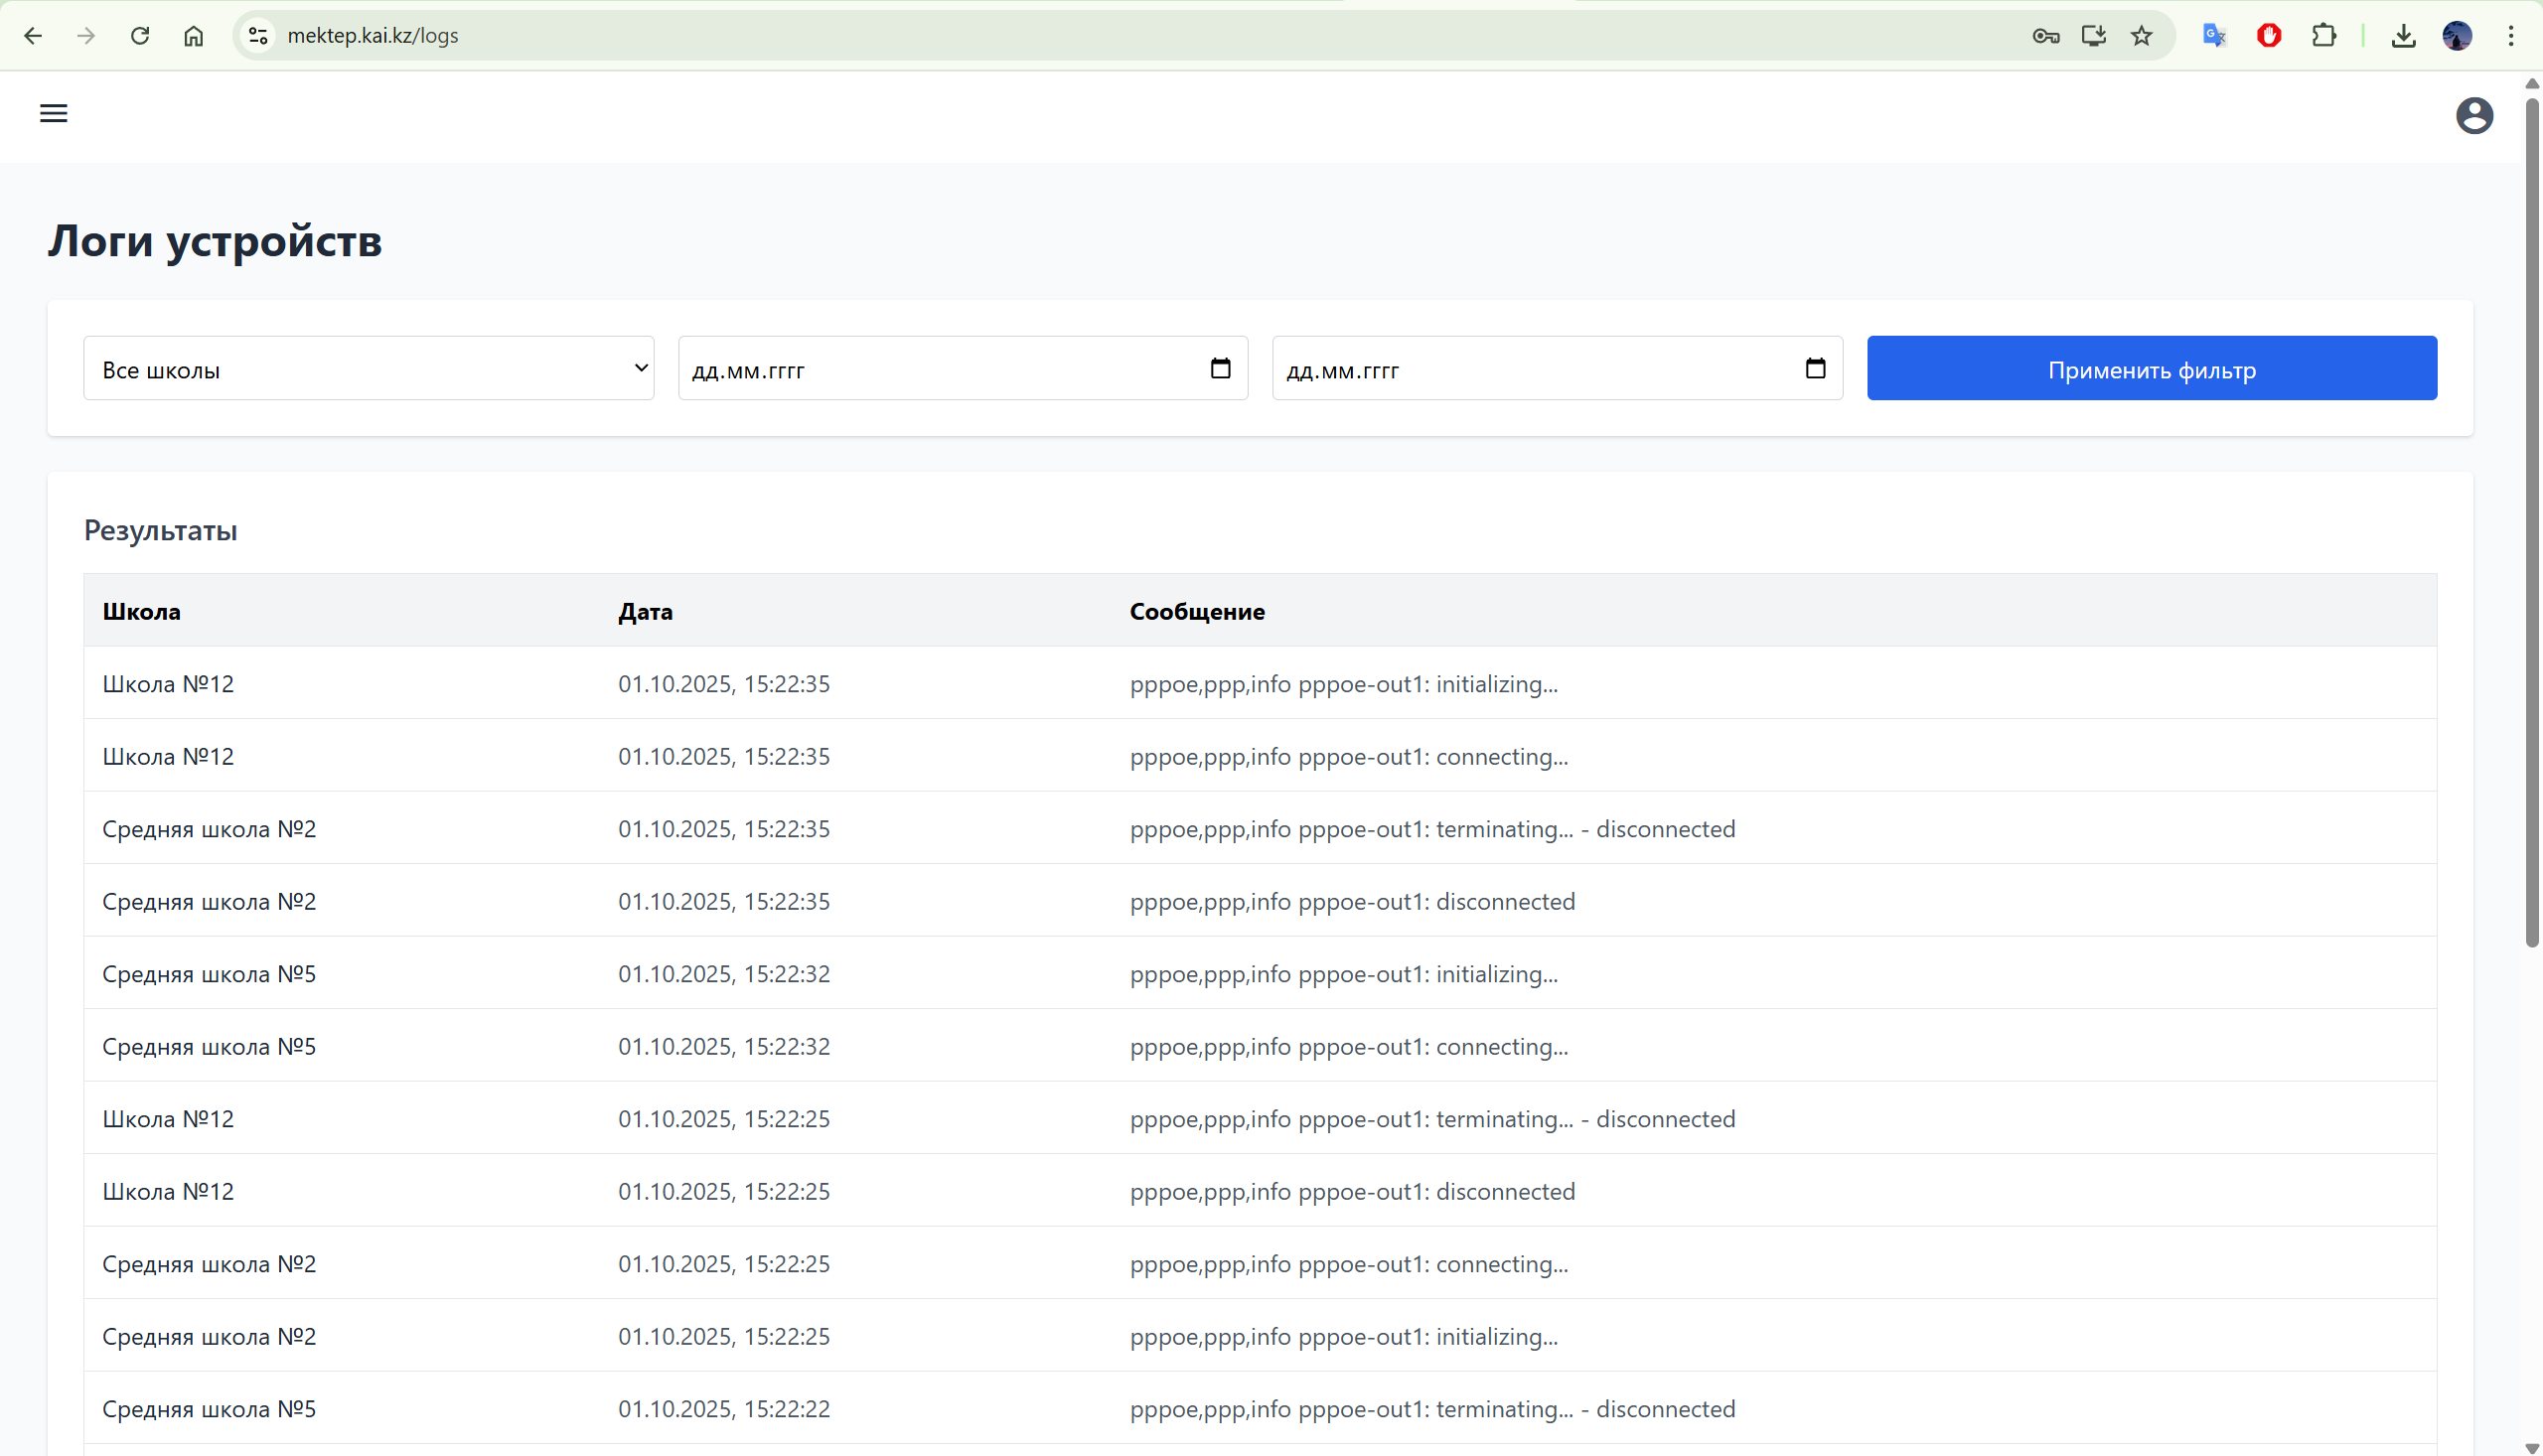 mektep.kai.kz/logs
Логи устройств
Все школы дд.мм.гггг дд.мм.гггг Применить фильтр
Результаты
Школа Дата Сообщение
Школа №12 01.10.2025, 15:22:35 pppoe,ppp,info pppoe-out1: initializing...
Школа №12 01.10.2025, 15:22:35 pppoe,ppp,info pppoe-out1: connecting...
Средняя школа №2 01.10.2025, 15:22:35 pppoe,ppp,info pppoe-out1: terminating... - disconnected
Средняя школа №2 01.10.2025, 15:22:35 pppoe,ppp,info pppoe-out1: disconnected
Средняя школа №5 01.10.2025, 15:22:32 pppoe,ppp,info pppoe-out1: initializing...
Средняя школа №5 01.10.2025, 15:22:32 pppoe,ppp,info pppoe-out1: connecting...
Школа №12 01.10.2025, 15:22:25 pppoe,ppp,info pppoe-out1: terminating... - disconnected
Школа №12 01.10.2025, 15:22:25 pppoe,ppp,info pppoe-out1: disconnected
Средняя школа №2 01.10.2025, 15:22:25 pppoe,ppp,info pppoe-out1: connecting...
Средняя школа №2 01.10.2025, 15:22:25 pppoe,ppp,info pppoe-out1: initializing...
Средняя школа №5 01.10.2025, 15:22:22 pppoe,ppp,info pppoe-out1: terminating... - disconnected